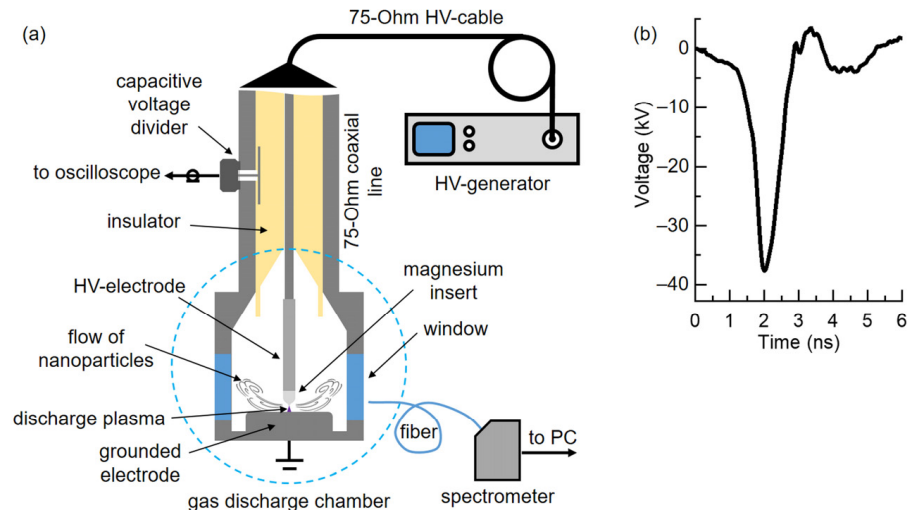 (a)
75-Ohm HV-cable
capacitive
voltage
divider
to oscilloscope
insulator
75-Ohm coaxial
line
HV-generator
HV-electrode
magnesium
insert
flow of
nanoparticles
window
discharge plasma
fiber
to PC
grounded
electrode
spectrometer
gas discharge chamber
(b)
0
–10
–20
–30
–40
Voltage (kV)
0 1 2 3 4 5 6
Time (ns)